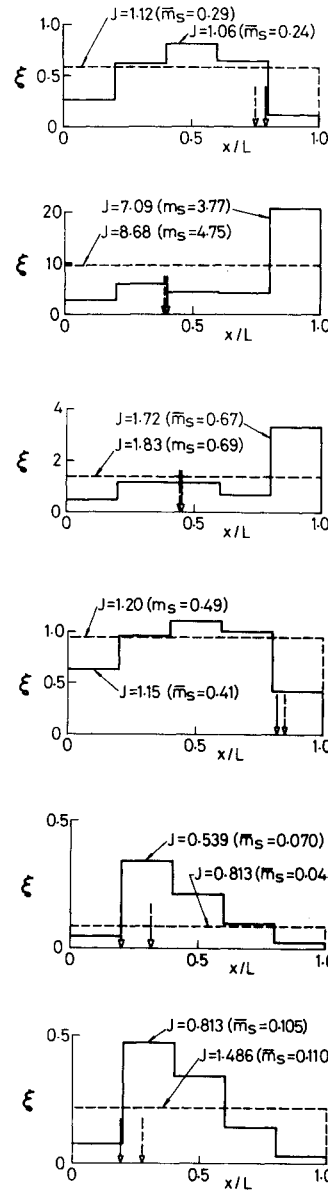 J=1.12 (m̅s=0.29)
J=1.06 (m̅s=0.24)
1.0
0.5
0
ξ
0.5
1.0
x/L
J=7.09 (ms=3.77)
J=8.68 (ms=4.75)
20
10
0
ξ
0.5
1.0
x/L
J=1.72 (m̅s=0.67)
J=1.83 (ms=0.69)
4
2
0
ξ
0.5
1.0
x/L
J=1.20 (ms=0.49)
J=1.15 (m̅s=0.41)
1.0
0.5
0
ξ
0
0.5
1.0
x/L
J=0.539 (m̅s=0.070)
J=0.813 (m̅s=0.04
0.5
0
ξ
0
0.5
1.0
x/L
J=0.813 (m̅s=0.105)
J=1.486 (m̅s=0.110
0.5
0
ξ